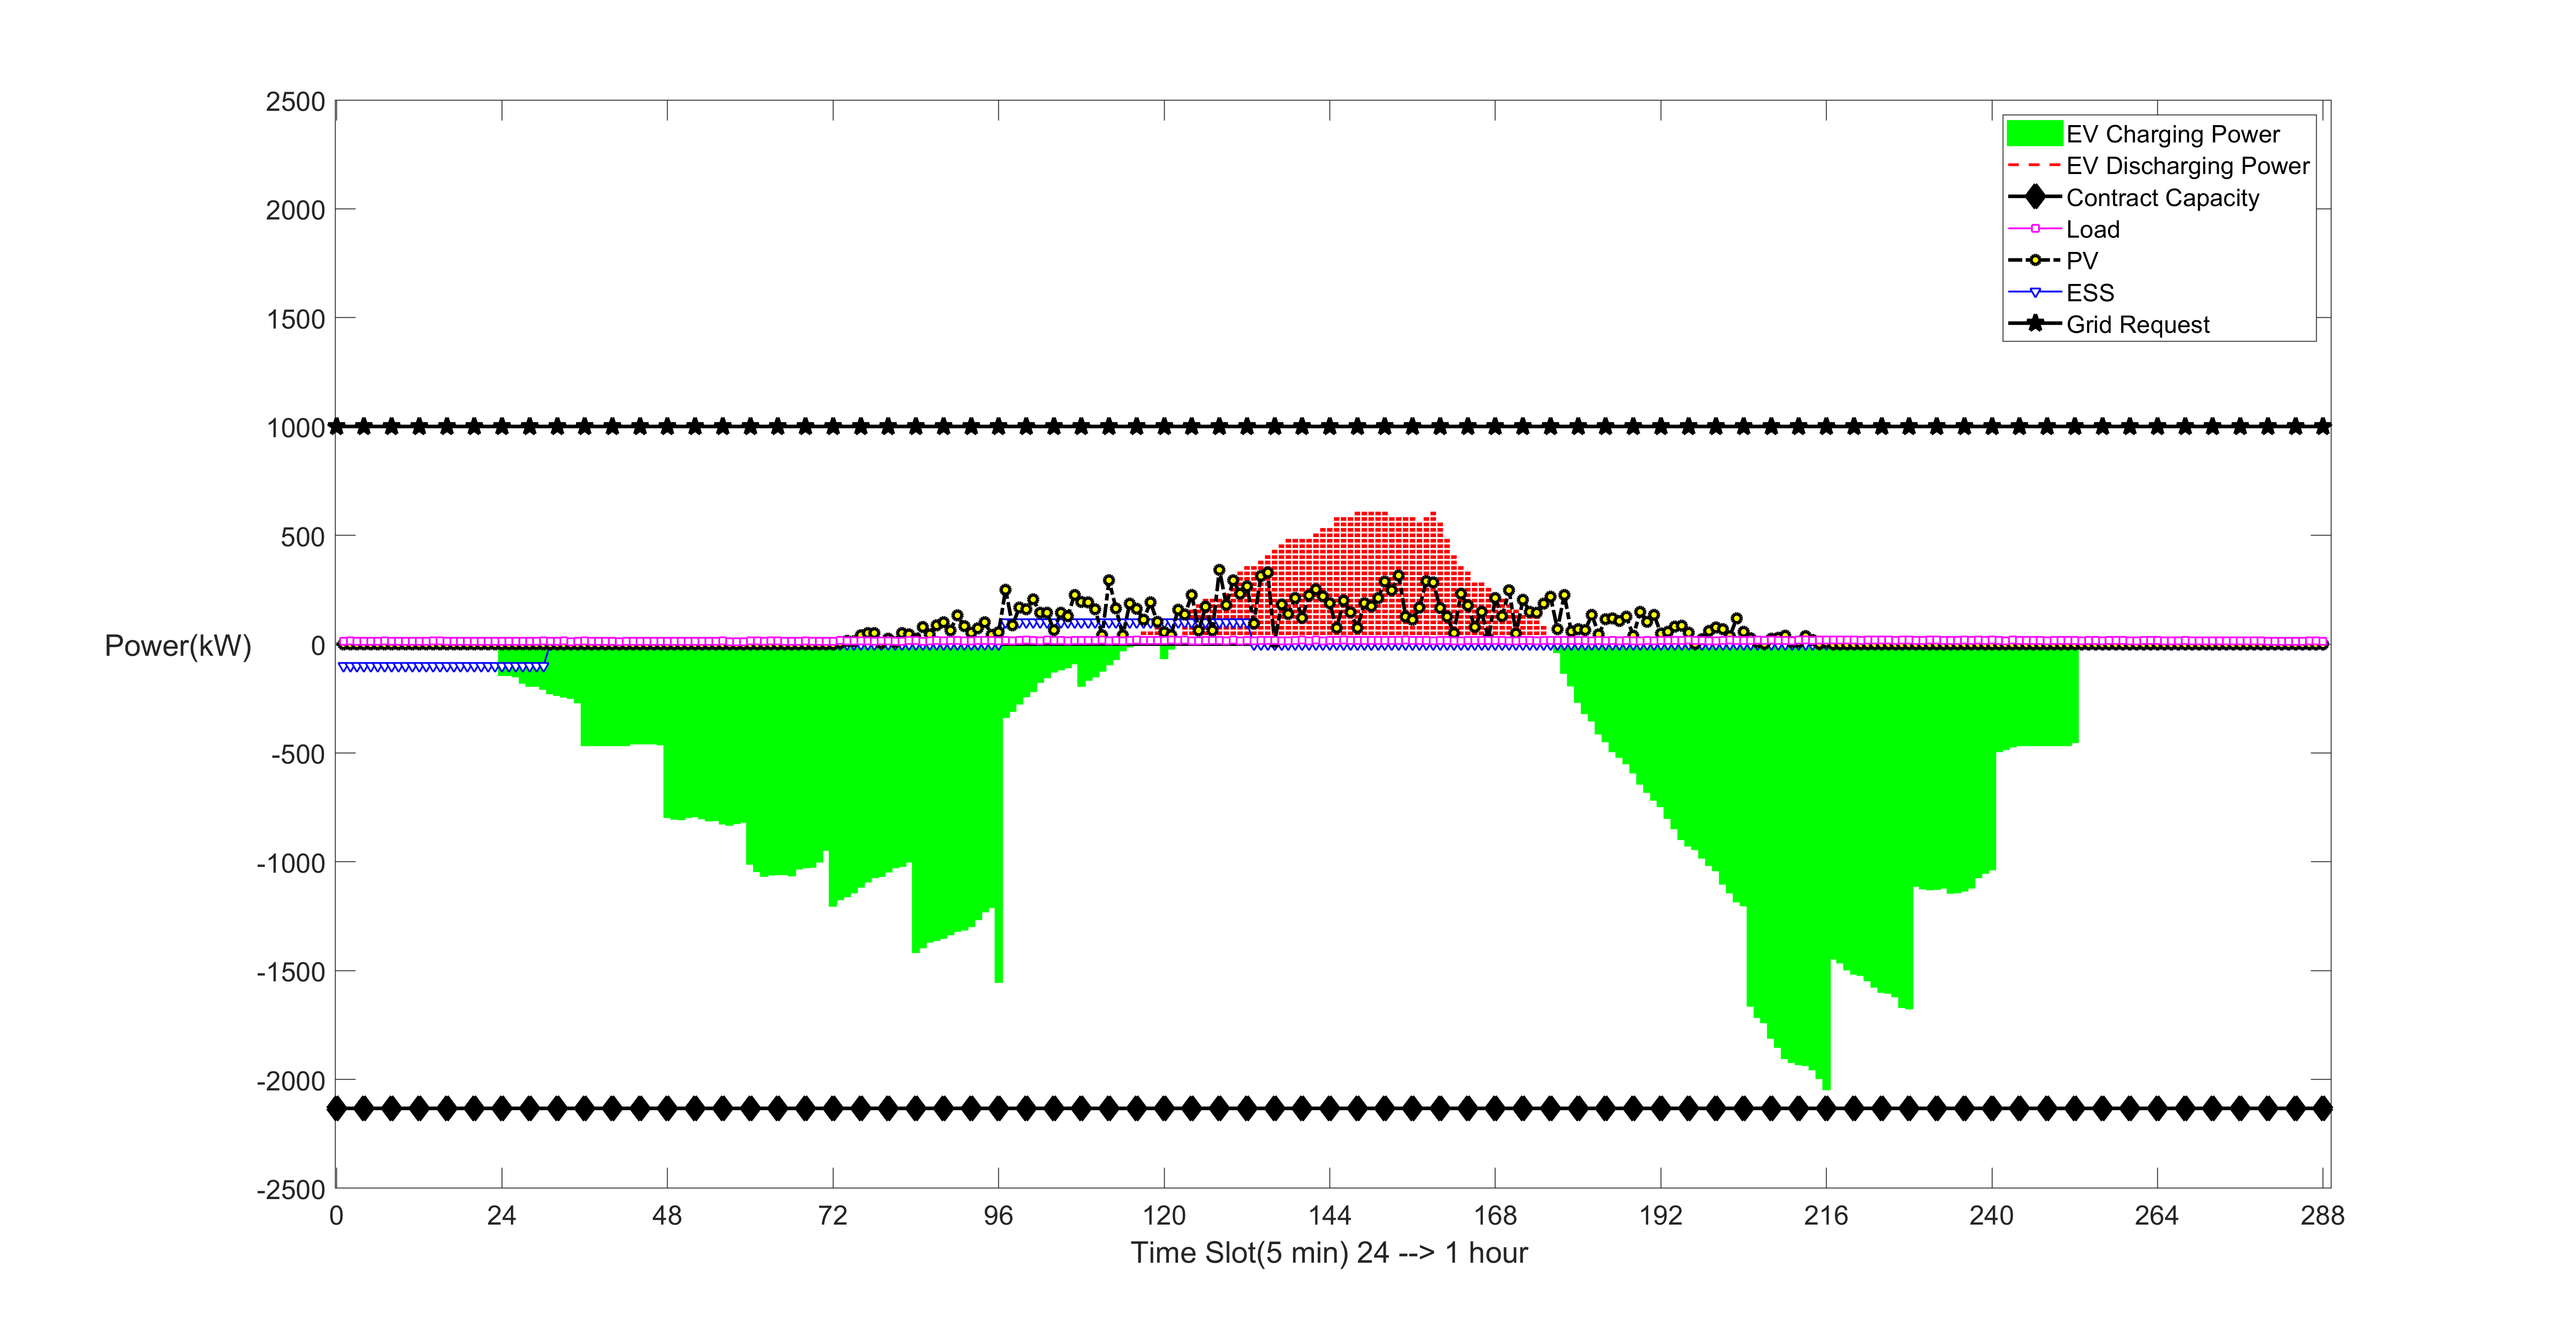 2500
2000
1500
1000
500
0
-500
-1000
-1500
-2000
-2500
Power(kW)
EV Charging Power
EV Discharging Power
Contract Capacity
Load
PV
ESS
Grid Request
0 24 48 72 96 120 144 168 192 216 240 264 288
Time Slot(5 min) 24 --> 1 hour